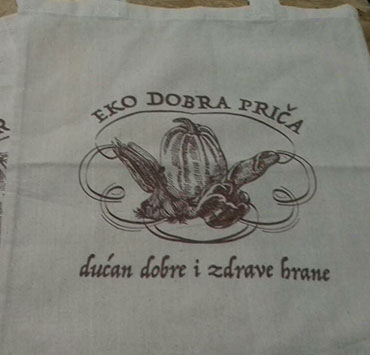 EKO DOBRA PRIČA
dućan dobre i zdrave hrane